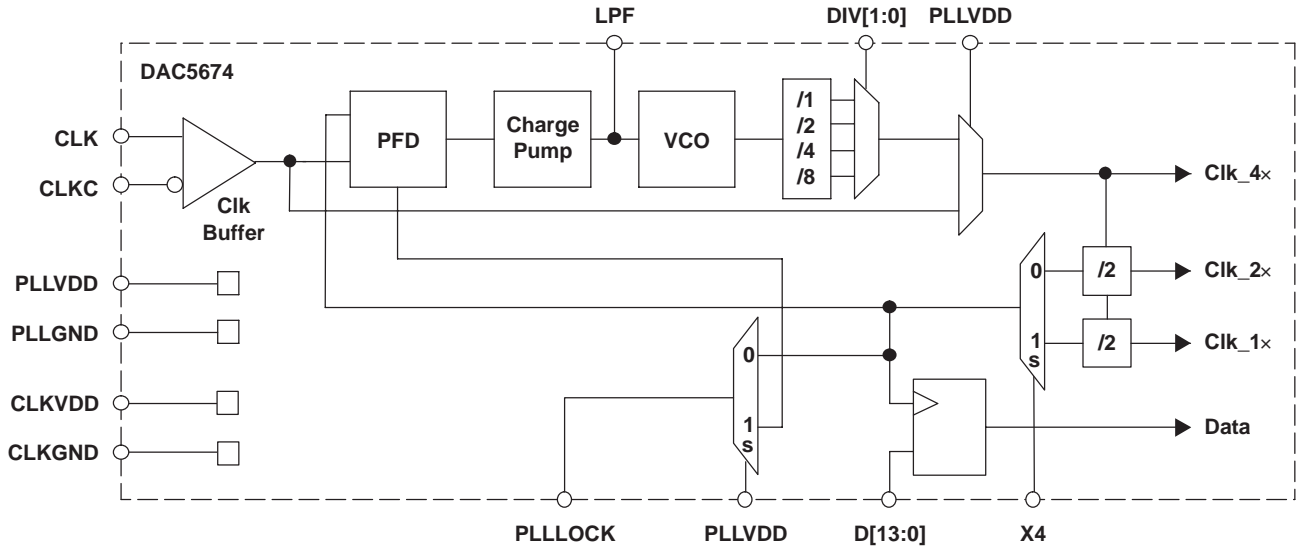 LPF
DIV[1:0]
PLLVDD
DAC5674
CLK
CLKC
Clk
Buffer
PFD
Charge
Pump
VCO
/1
/2
/4
/8
Clk_4×
PLLVDD
PLLGND
CLKVDD
CLKGND
0
1
s
0
1
s
/2
/2
Clk_2×
Clk_1×
Data
PLLLOCK
PLLVDD
D[13:0]
X4